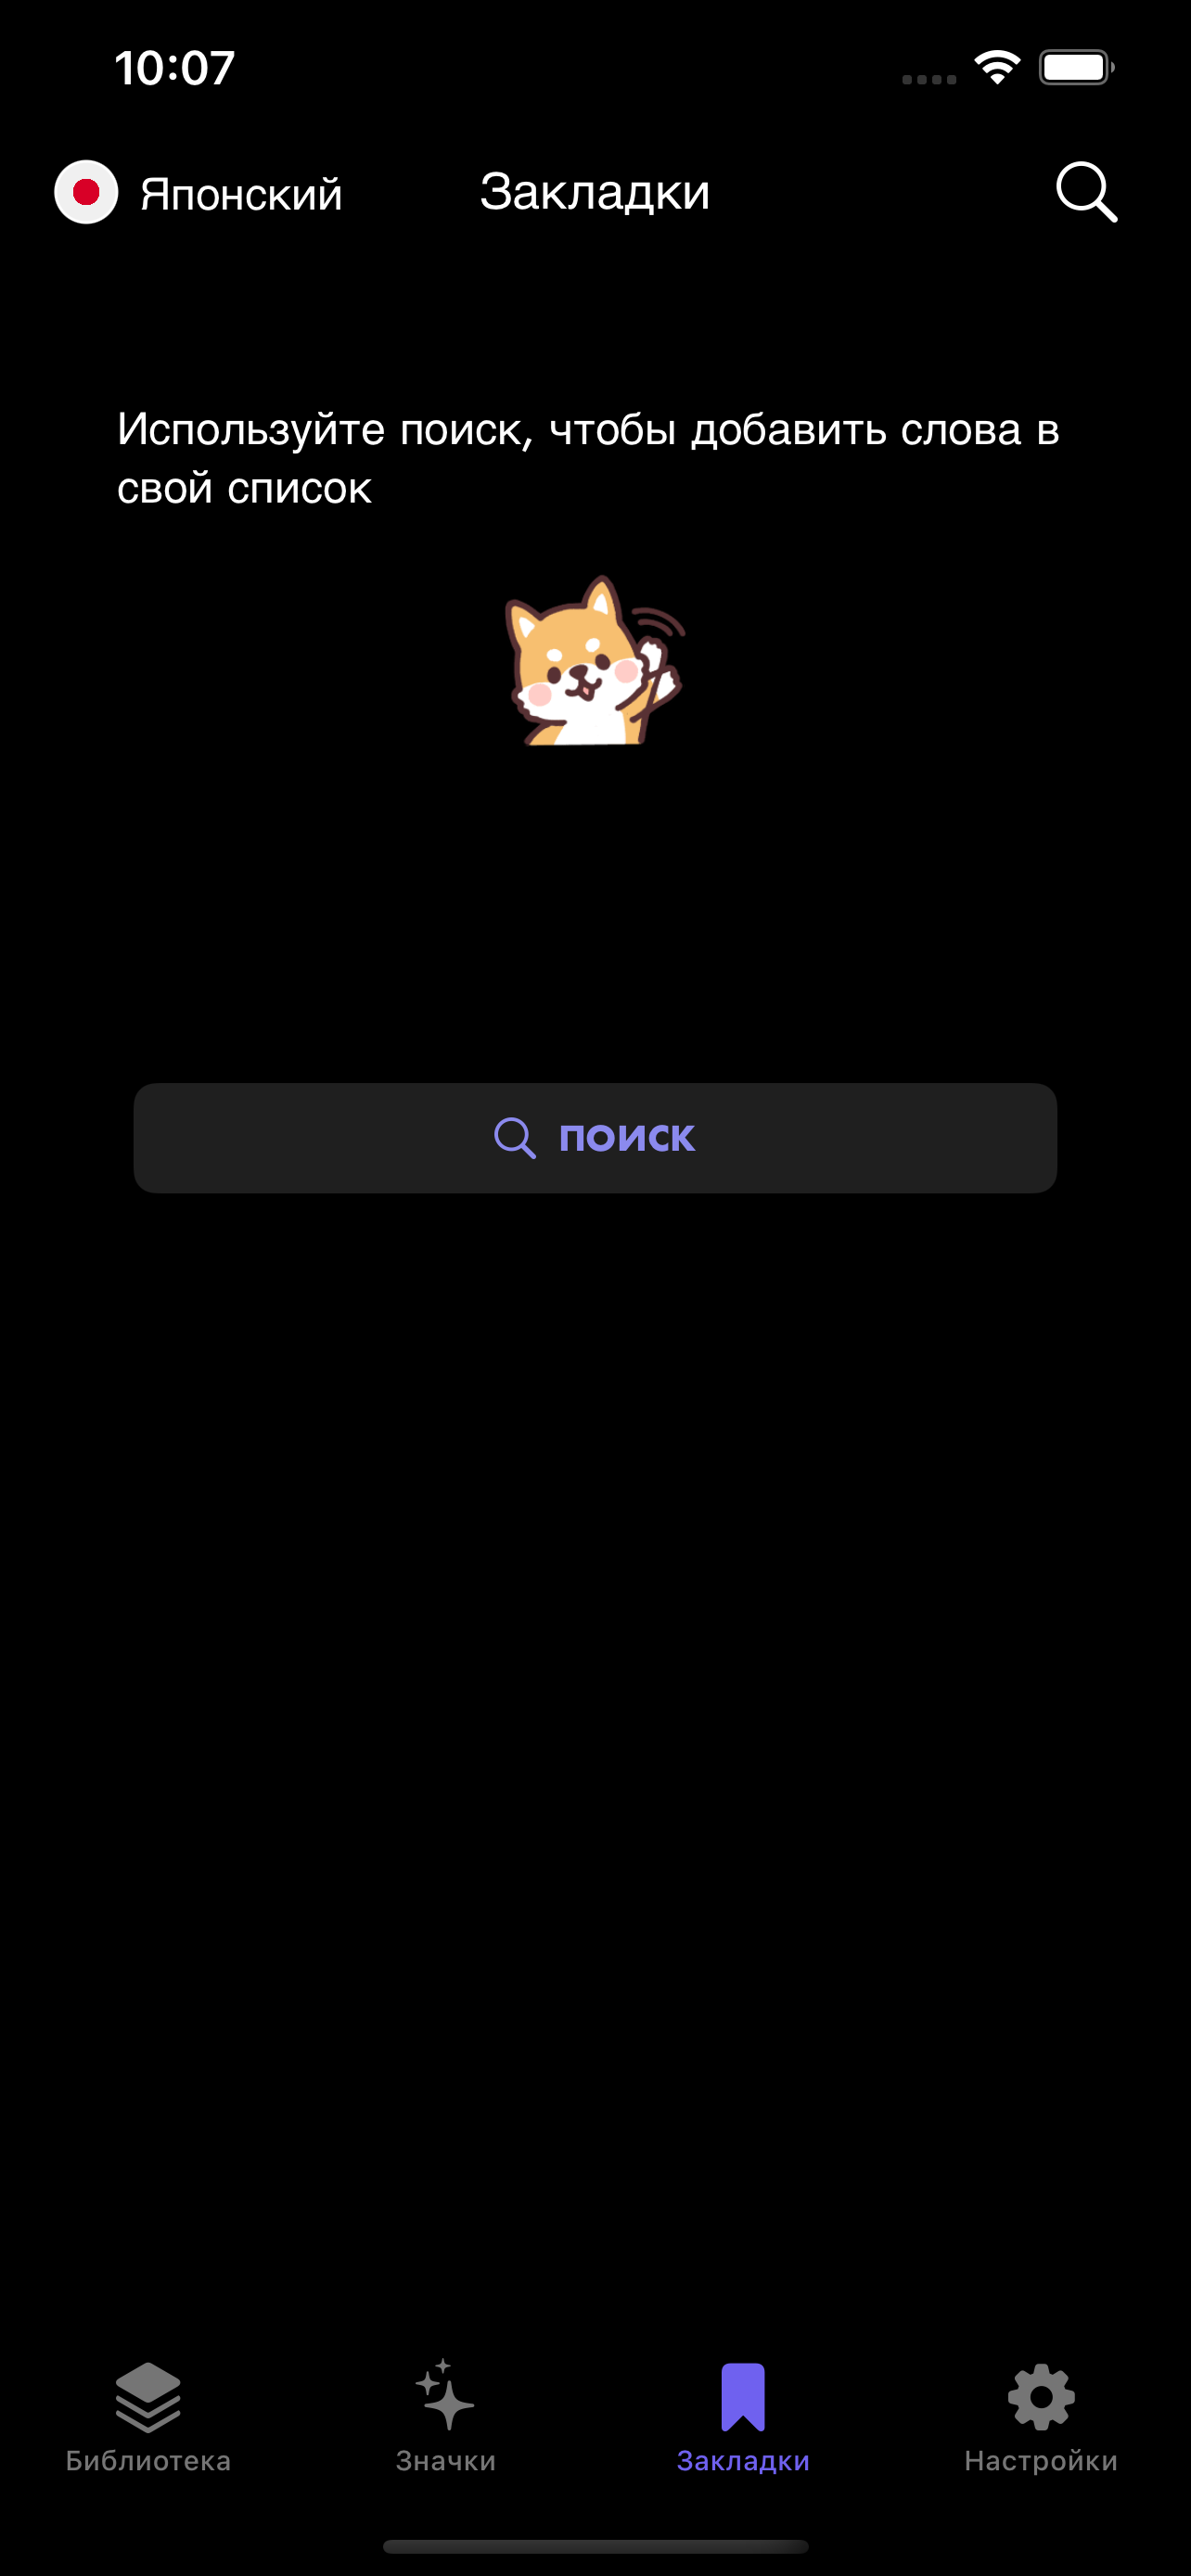 10:07
Японский
Закладки
Используйте поиск, чтобы добавить слова в
свой список
ПОИСК
Библиотека
Значки
Закладки
Настройки